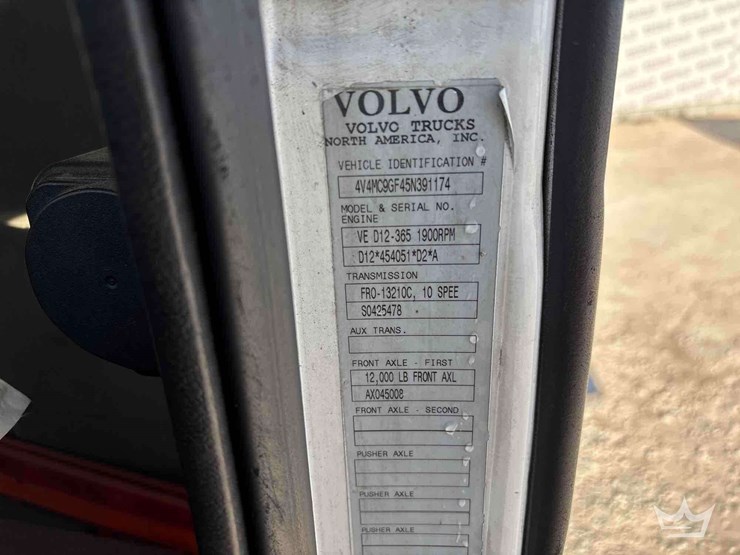 VOLVO
VOLVO TRUCKS
NORTH AMERICA, INC.
VEHICLE IDENTIFICATION #
4V4MC9GF45N391174
MODEL & SERIAL NO.
ENGINE
VE D12-365 1900RPM
D12*454051*D2*A
TRANSMISSION
FRO-13210C, 10 SPEE
S0425478
AUX TRANS.
FRONT AXLE - FIRST
12,000 LB FRONT AXL
AX045008
FRONT AXLE - SECOND
PUSHER AXLE
PUSHER AXLE
PUSHER AXLE